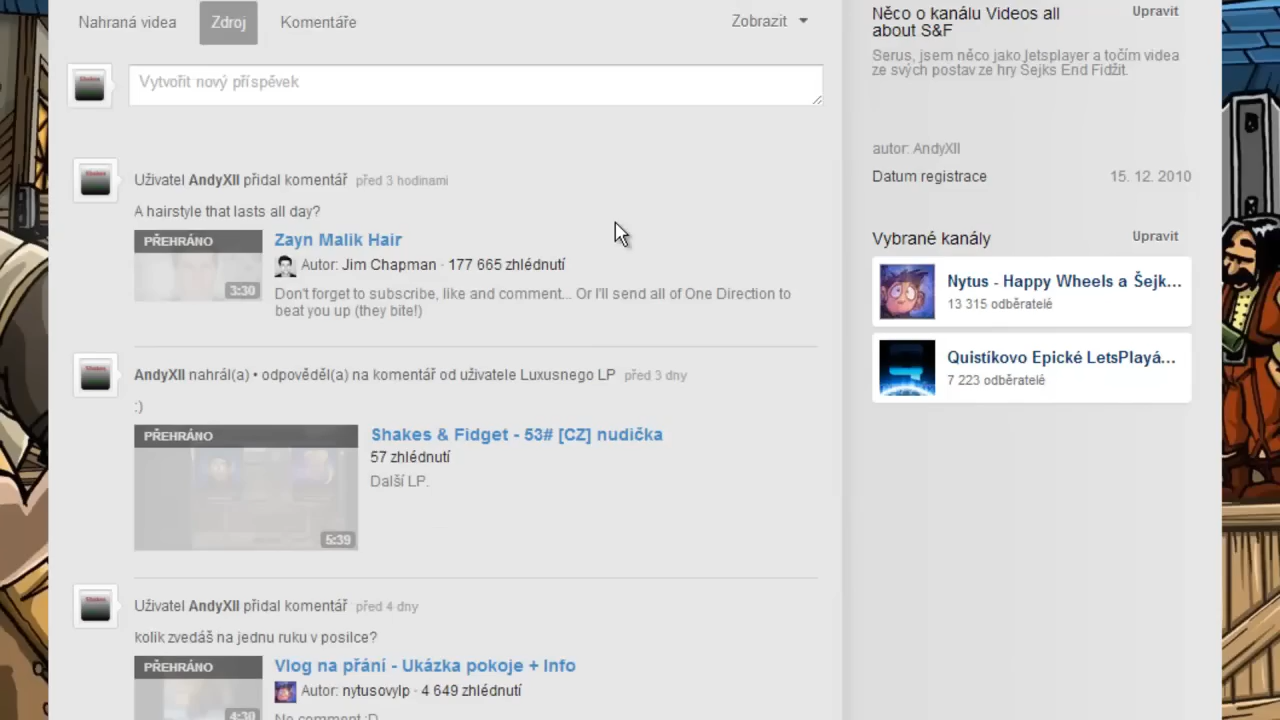 Nahraná videa
Zdroj
Komentáře
Zobrazit
Vytvořit nový příspěvek
Uživatel AndyXII přidal komentář před 3 hodinami
A hairstyle that lasts all day?
PŘEHRÁNO
3:30
Zayn Malik Hair
Autor: Jim Chapman · 177 665 zhlédnutí
Don't forget to subscribe, like and comment... Or I'll send all of One Direction to
beat you up (they bite!)
AndyXII nahrál(a) • odpověděl(a) na komentář od uživatele Luxusnego LP před 3 dny
:)
PŘEHRÁNO
5:39
Shakes & Fidget - 53# [CZ] nudička
57 zhlédnutí
Další LP.
Uživatel AndyXII přidal komentář před 4 dny
kolik zvedáš na jednu ruku v posilce?
PŘEHRÁNO
4:30
Vlog na přání - Ukázka pokoje + Info
Autor: nytusovylp · 4 649 zhlédnutí
No comment :D
Něco o kanálu Videos all
about S&F
Upravit
Serus, jsem něco jako letsplayer a točím videa
ze svých postav ze hry Šejks End Fidžit.
autor: AndyXII
Datum registrace 15. 12. 2010
Vybrané kanály
Upravit
Nytus - Happy Wheels a Šejk...
13 315 odběratelé
Quistíkovo Epické LetsPlayá...
7 223 odběratelé